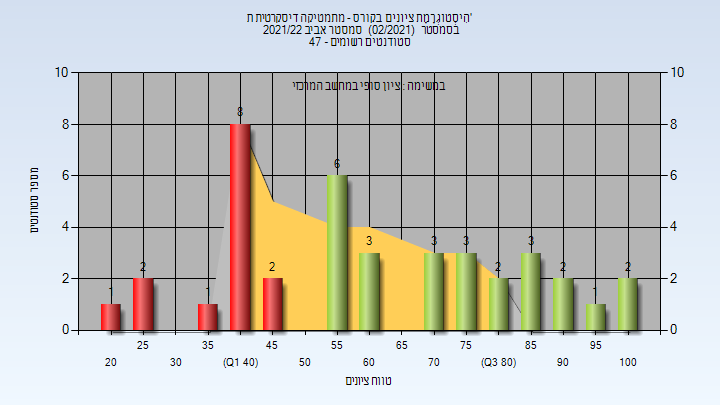 היסטוגרמת ציונים בקורס - מתמטיקה דיסקרטית ת'
בסמסטר (02/2021) סמסטר אביב 2021/22
סטודנטים רשומים - 47
במשימה : ציון סופי במחשב המרכזי
מספר סטודנטים
10 8 6 4 2 0
10 8 6 4 2 0
1 2 1 8 2 6 3 3 3 2 3 2 1 2
25 35 45 55 65 75 85 95
20 30 (Q1 40) 50 60 70 (Q3 80) 90 100
טווח ציונים